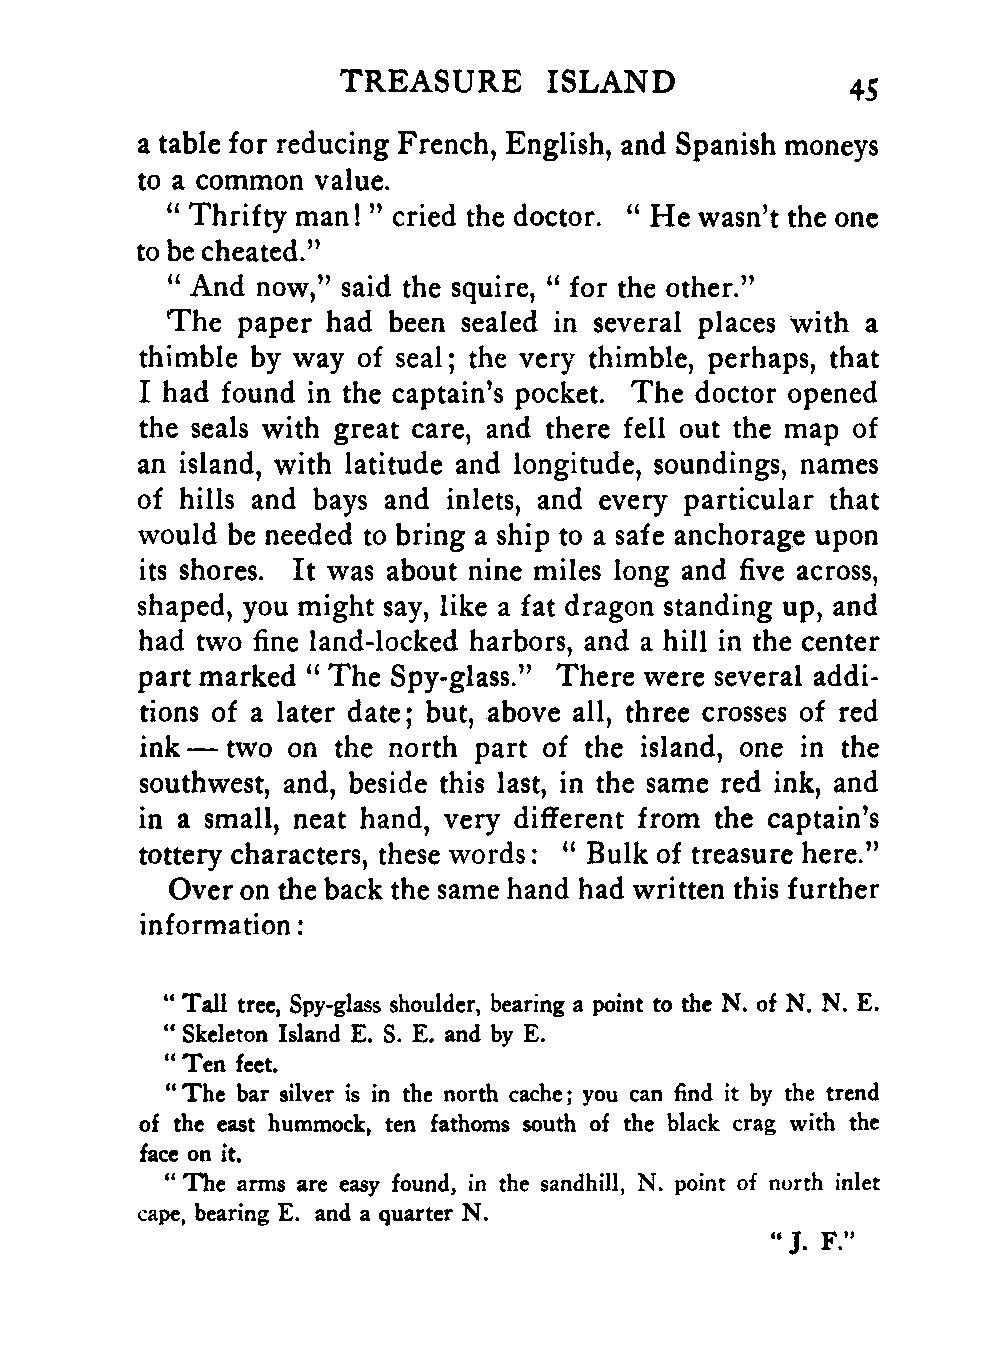 TREASURE ISLAND 45
a table for reducing French, English, and Spanish moneys
to a common value.
“ Thrifty man! ” cried the doctor. “ He wasn’t the one
to be cheated.”
“ And now,” said the squire, “ for the other.”
The paper had been sealed in several places with a
thimble by way of seal; the very thimble, perhaps, that
I had found in the captain’s pocket. The doctor opened
the seals with great care, and there fell out the map of
an island, with latitude and longitude, soundings, names
of hills and bays and inlets, and every particular that
would be needed to bring a ship to a safe anchorage upon
its shores. It was about nine miles long and five across,
shaped, you might say, like a fat dragon standing up, and
had two fine land-locked harbors, and a hill in the center
part marked “ The Spy-glass.” There were several addi-
tions of a later date; but, above all, three crosses of red
ink — two on the north part of the island, one in the
southwest, and, beside this last, in the same red ink, and
in a small, neat hand, very different from the captain’s
tottery characters, these words: “ Bulk of treasure here.”
Over on the back the same hand had written this further
information:
“ Tall tree, Spy-glass shoulder, bearing a point to the N. of N. N. E.
“ Skeleton Island E. S. E. and by E.
“ Ten feet.
“ The bar silver is in the north cache; you can find it by the trend
of the east hummock, ten fathoms south of the black crag with the
face on it.
“ The arms are easy found, in the sandhill, N. point of north inlet
cape, bearing E. and a quarter N.
“ J. F.”